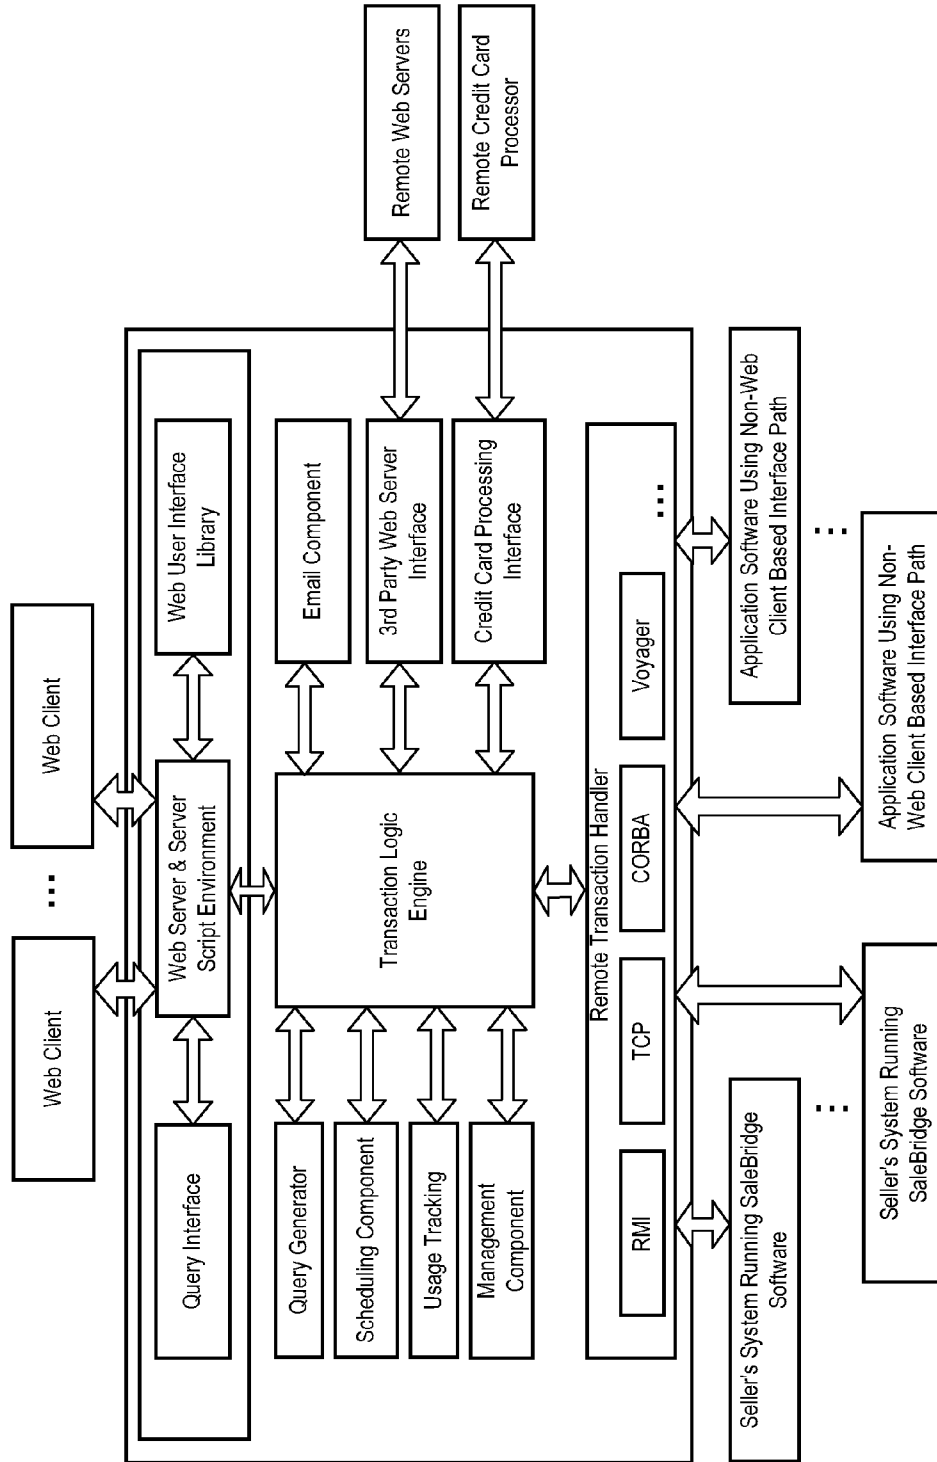 Web Client
...
Web Client
Query Interface
Web Server & Server
Script Environment
Web User Interface
Library
Query Generator
Scheduling Component
Usage Tracking
Management
Component
Transaction Logic
Engine
Email Component
3rd Party Web Server
Interface
Credit Card Processing
Interface
Remote Web Servers
Remote Credit Card
Processor
Remote Transaction Handler
RMI
TCP
CORBA
Voyager
...
Seller's System Running SaleBridge
Software
...
Seller's System Running
SaleBridge Software
Application Software Using Non-Web
Client Based Interface Path
...
Application Software Using Non-
Web Client Based Interface Path